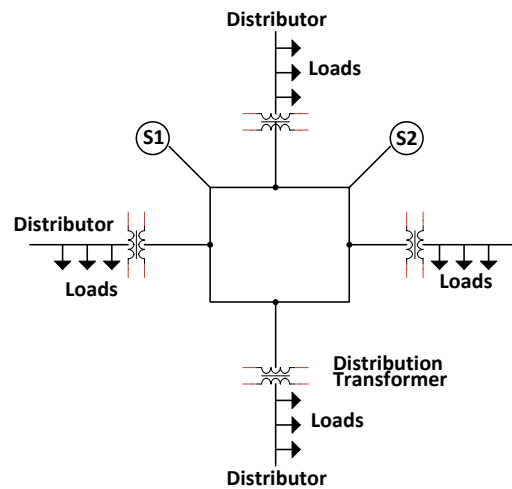 Distributor
Loads
S1
S2
Distributor
Loads
Loads
Distribution
Transformer
Loads
Distributor